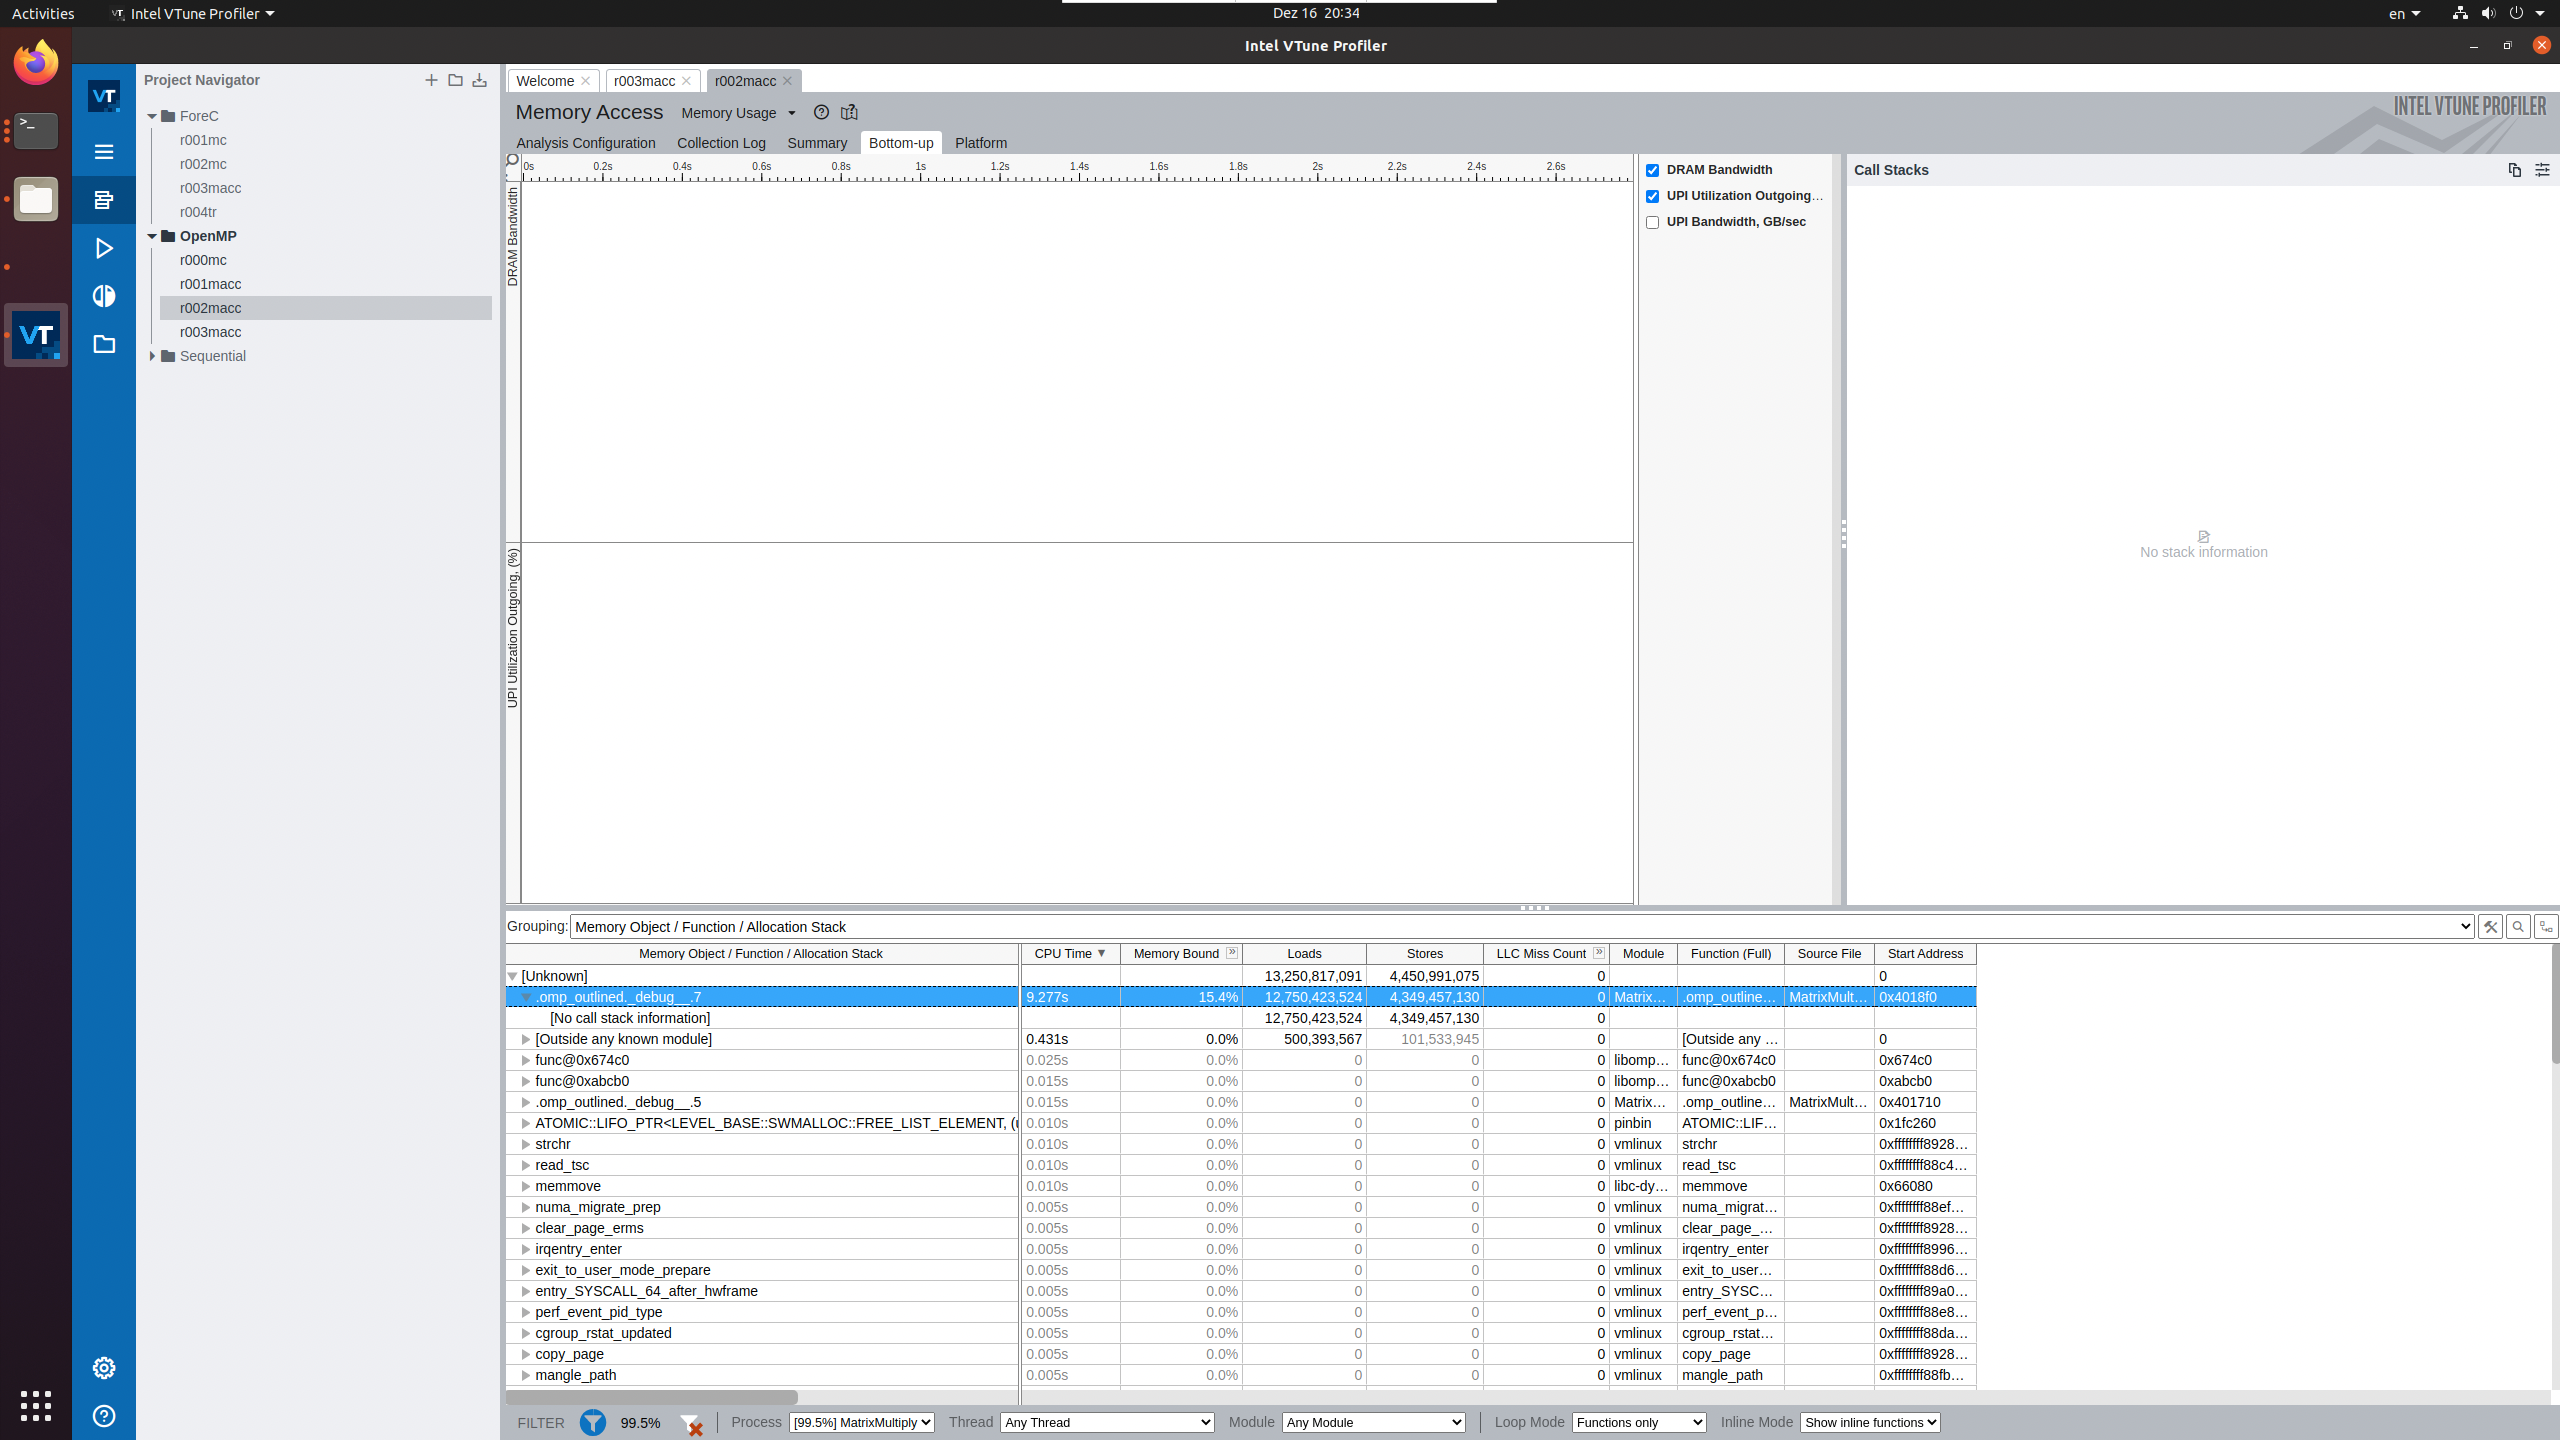 Activities Intel VTune Profiler Dez 16 20:34 en
Intel VTune Profiler
Project Navigator
ForeC
r001mc
r002mc
r003macc
r004tr
OpenMP
r000mc
r001macc
r002macc
r003macc
Sequential
Welcome r003macc r002macc
Memory Access Memory Usage
INTEL VTUNE PROFILER
Analysis Configuration Collection Log Summary Bottom-up Platform
0s 0.2s 0.4s 0.6s 0.8s 1s 1.2s 1.4s 1.6s 1.8s 2s 2.2s 2.4s 2.6s
DRAM Bandwidth
UPI Utilization Outgoing, (%)
DRAM Bandwidth
UPI Utilization Outgoing…
UPI Bandwidth, GB/sec
Call Stacks
No stack information
Grouping: Memory Object / Function / Allocation Stack
Memory Object / Function / Allocation Stack CPU Time ▼ Memory Bound Loads Stores LLC Miss Count Module Function (Full) Source File Start Address
[Unknown] 13,250,817,091 4,450,991,075 0 0
.omp_outlined._debug__.7 9.277s 15.4% 12,750,423,524 4,349,457,130 0 Matrix… .omp_outline… MatrixMult… 0x4018f0
[No call stack information] 12,750,423,524 4,349,457,130 0
[Outside any known module] 0.431s 0.0% 500,393,567 101,533,945 0 [Outside any … 0
func@0x674c0 0.025s 0.0% 0 0 0 libomp… func@0x674c0 0x674c0
func@0xabcb0 0.015s 0.0% 0 0 0 libomp… func@0xabcb0 0xabcb0
.omp_outlined._debug__.5 0.015s 0.0% 0 0 0 Matrix… .omp_outline… MatrixMult… 0x401710
ATOMIC::LIFO_PTR<LEVEL_BASE::SWMALLOC::FREE_LIST_ELEMENT, (u 0.010s 0.0% 0 0 0 pinbin ATOMIC::LIF… 0x1fc260
strchr 0.010s 0.0% 0 0 0 vmlinux strchr 0xffffffff8928…
read_tsc 0.010s 0.0% 0 0 0 vmlinux read_tsc 0xffffffff88c4…
memmove 0.010s 0.0% 0 0 0 libc-dy… memmove 0x66080
numa_migrate_prep 0.005s 0.0% 0 0 0 vmlinux numa_migrat… 0xffffffff88ef…
clear_page_erms 0.005s 0.0% 0 0 0 vmlinux clear_page_… 0xffffffff8928…
irqentry_enter 0.005s 0.0% 0 0 0 vmlinux irqentry_enter 0xffffffff8996…
exit_to_user_mode_prepare 0.005s 0.0% 0 0 0 vmlinux exit_to_user… 0xffffffff88d6…
entry_SYSCALL_64_after_hwframe 0.005s 0.0% 0 0 0 vmlinux entry_SYSC… 0xffffffff89a0…
perf_event_pid_type 0.005s 0.0% 0 0 0 vmlinux perf_event_p… 0xffffffff88e8…
cgroup_rstat_updated 0.005s 0.0% 0 0 0 vmlinux cgroup_rstat… 0xffffffff88da…
copy_page 0.005s 0.0% 0 0 0 vmlinux copy_page 0xffffffff8928…
mangle_path 0.005s 0.0% 0 0 0 vmlinux mangle_path 0xffffffff88fb…
FILTER 99.5% Process [99.5%] MatrixMultiply Thread Any Thread Module Any Module Loop Mode Functions only Inline Mode Show inline functions